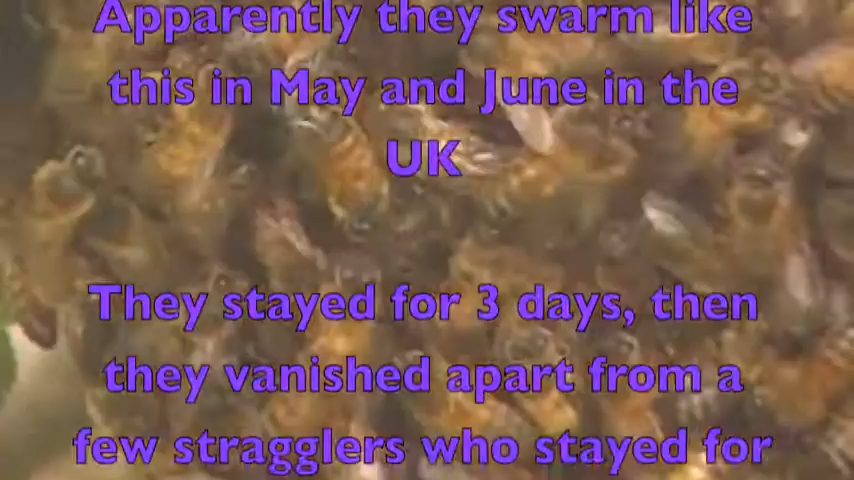 Apparently they swarm like
this in May and June in the
UK
They stayed for 3 days, then
they vanished apart from a
few stragglers who stayed for